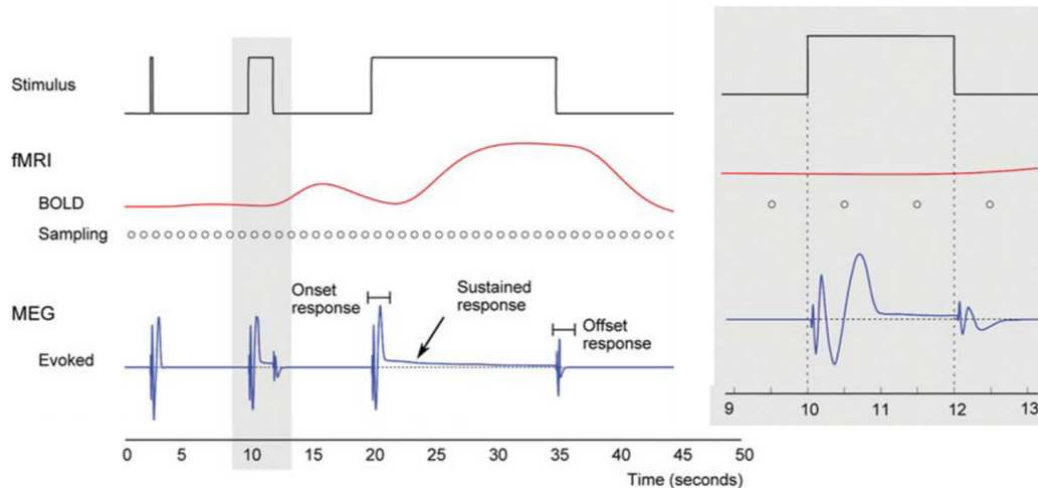 Stimulus
fMRI
BOLD
Sampling
Onset
response
Sustained
response
MEG
Offset
response
Evoked
0 5 10 15 20 25 30 35 40 45 50
Time (seconds)
9 10 11 12 13